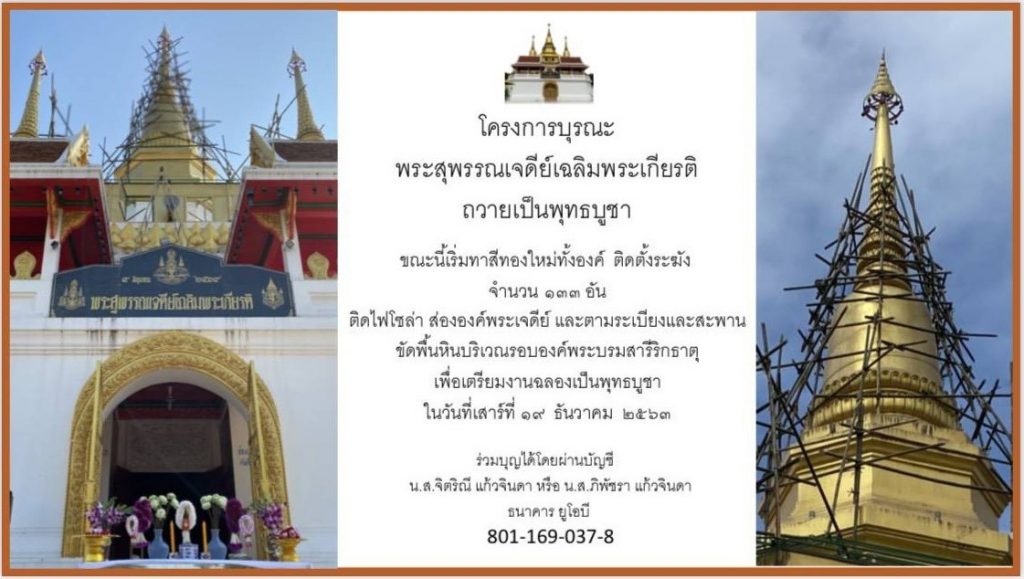 โครงการบุรณะ
พระสุพรรณเจดีย์เฉลิมพระเกียรติ
ถวายเป็นพุทธบูชา
ขณะนี้เริ่มทาสีทองใหม่ทั้งองค์ ติดตั้งระฆัง
จำนวน ๑๓๓ อัน
ติดไฟโซล่า ส่ององค์พระเจดีย์ และตามระเบียงและสะพาน
ขัดพื้นหินบริเวณรอบองค์พระบรมสารีริกธาตุ
เพื่อเตรียมงานฉลองเป็นพุทธบูชา
ในวันที่เสาร์ที่ ๑๙ ธันวาคม ๒๕๖๓
ร่วมบุญได้โดยผ่านบัญชี
น.ส.จิตริณี แก้วจินดา หรือ น.ส.ภิพัชรา แก้วจินดา
ธนาคาร ยูโอบี
801-169-037-8
พระสุพรรณเจดีย์เฉลิมพระเกียรติ